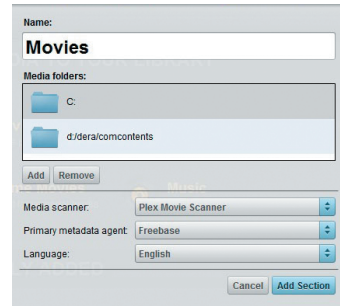 Name:
Movies
Media folders:
C:
d:/dera/comcontents
Add Remove
Media scanner: Plex Movie Scanner
Primary metadata agent: Freebase
Language: English
Cancel Add Section